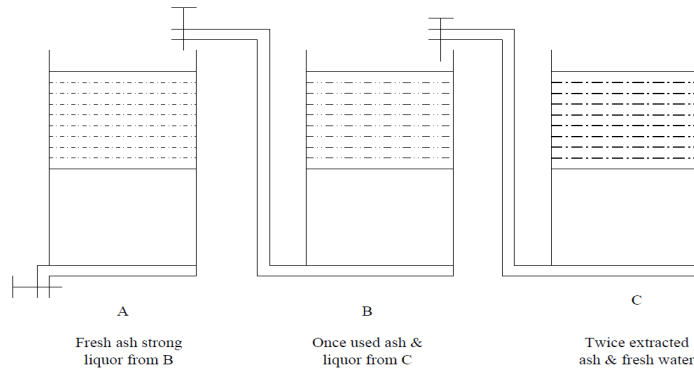 A
Fresh ash strong
liquor from B
B
Once used ash &
liquor from C
C
Twice extracted
ash & fresh water